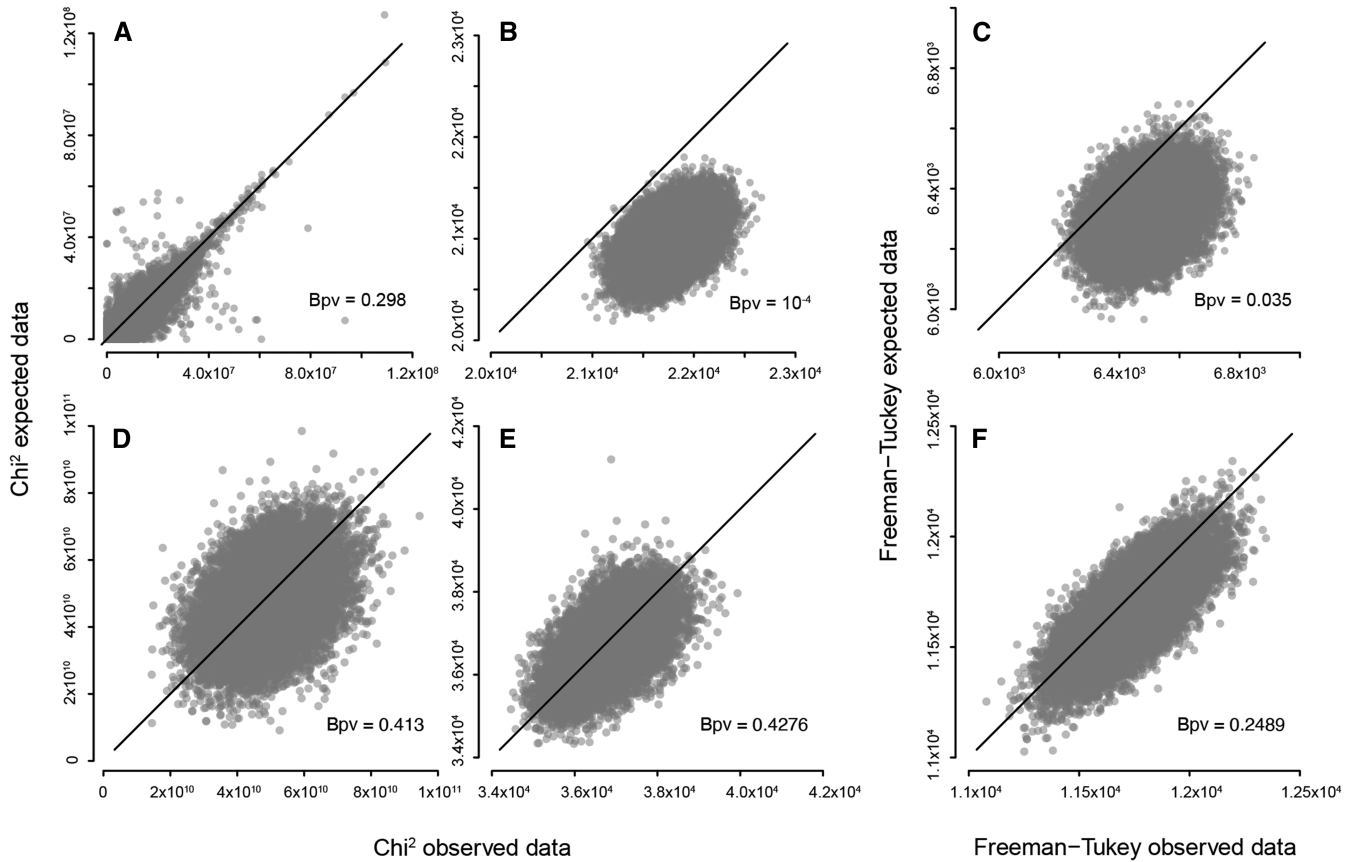 A
B
C
1.2x10⁸
8.0x10⁷
4.0x10⁷
0
Bpv = 0.298
0
4.0x10⁷
8.0x10⁷
1.2x10⁸
2.3x10⁴
2.2x10⁴
2.1x10⁴
2.0x10⁴
Bpv = 10⁻⁴
2.0x10⁴
2.1x10⁴
2.2x10⁴
2.3x10⁴
6.8x10³
6.4x10³
6.0x10³
Bpv = 0.035
6.0x10³
6.4x10³
6.8x10³
Chi² expected data
Freeman−Tuckey expected data
D
E
F
1x10¹¹
8x10¹⁰
6x10¹⁰
4x10¹⁰
2x10¹⁰
0
Bpv = 0.413
0
2x10¹⁰
4x10¹⁰
6x10¹⁰
8x10¹⁰
1x10¹¹
4.2x10⁴
4.0x10⁴
3.8x10⁴
3.6x10⁴
3.4x10⁴
Bpv = 0.4276
3.4x10⁴
3.6x10⁴
3.8x10⁴
4.0x10⁴
4.2x10⁴
1.25x10⁴
1.2x10⁴
1.15x10⁴
1.1x10⁴
Bpv = 0.2489
1.1x10⁴
1.15x10⁴
1.2x10⁴
1.25x10⁴
Chi² observed data
Freeman−Tukey observed data